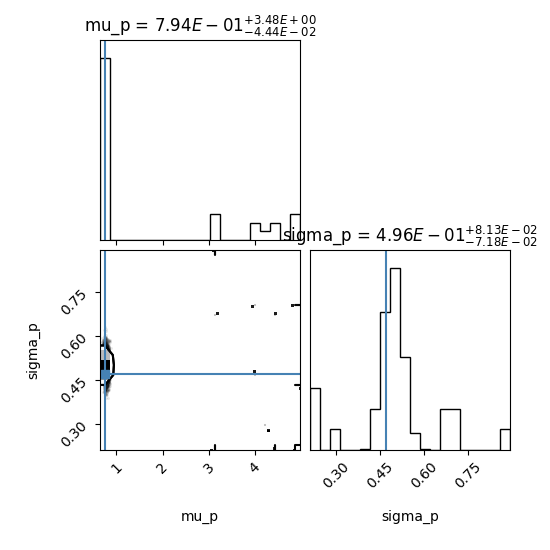 mu_p = 7.94E − 01+3.48E + 00 −4.44E − 02
sigma_p = 4.96E − 01+8.13E − 02 −7.18E − 02
0.75
0.60
0.45
0.30
sigma_p
1 2 3 4
0.30 0.45 0.60 0.75
mu_p
sigma_p